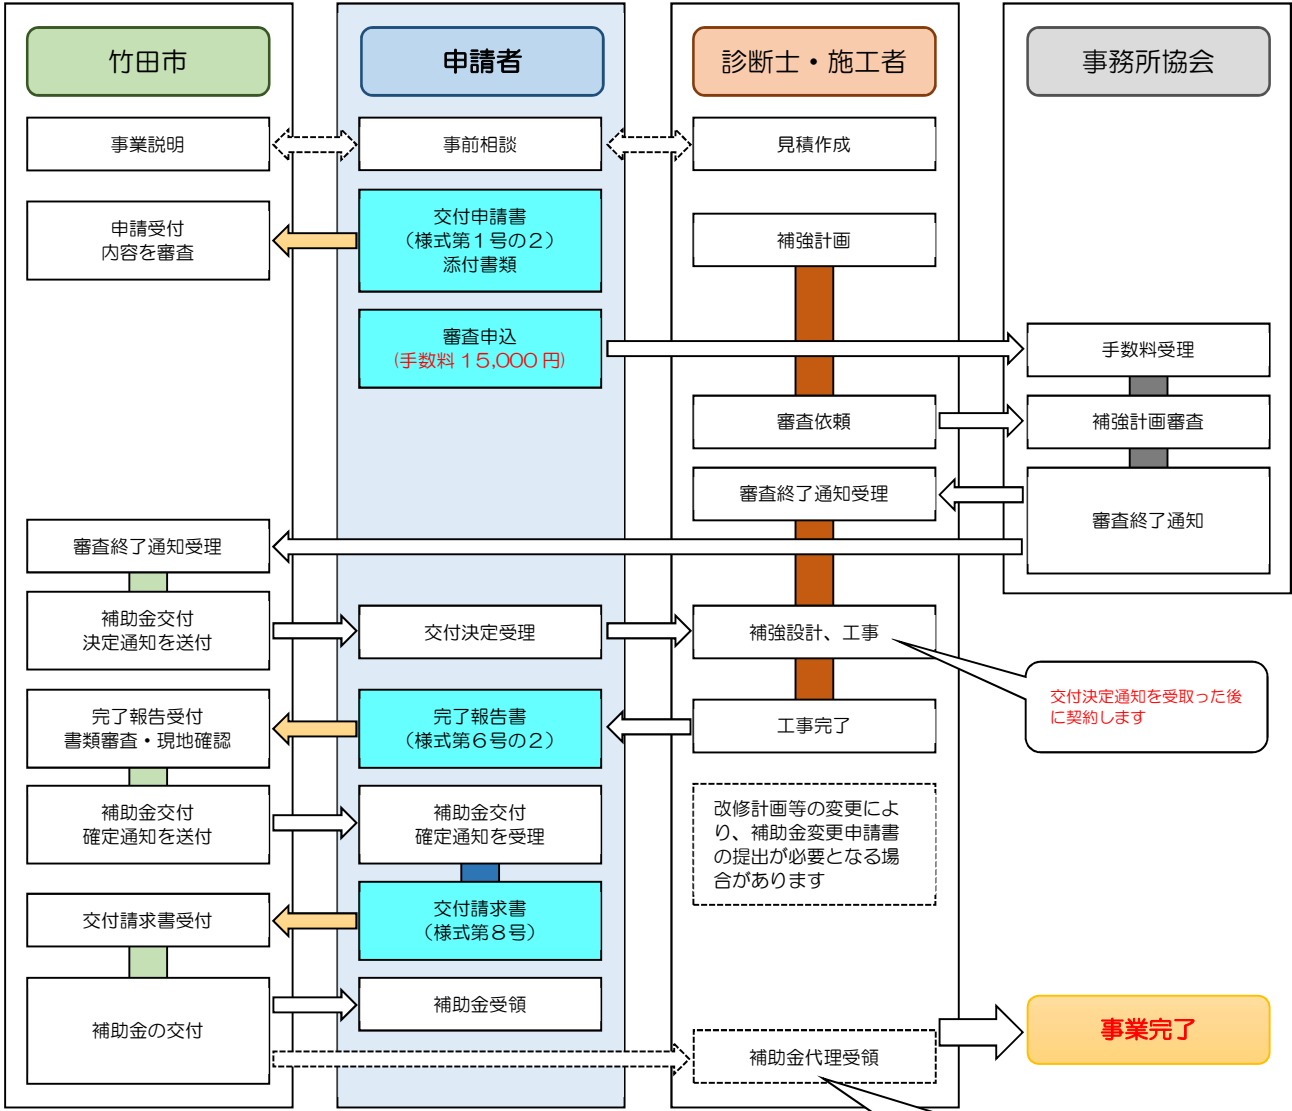 竹田市
申請者
診断士・施工者
事務所協会
事業説明
事前相談
見積作成
申請受付
内容を審査
交付申請書
（様式第１号の２）
添付書類
補強計画
審査申込
(手数料 15,000 円)
手数料受理
審査依頼
補強計画審査
審査終了通知受理
審査終了通知
審査終了通知受理
補助金交付
決定通知を送付
交付決定受理
補強設計、工事
交付決定通知を受取った後
に契約します
完了報告受付
書類審査・現地確認
完了報告書
（様式第６号の２）
工事完了
補助金交付
確定通知を送付
補助金交付
確定通知を受理
改修計画等の変更によ
り、補助金変更申請書
の提出が必要となる場
合があります
交付請求書受付
交付請求書
（様式第８号）
補助金の交付
補助金受領
補助金代理受領
事業完了